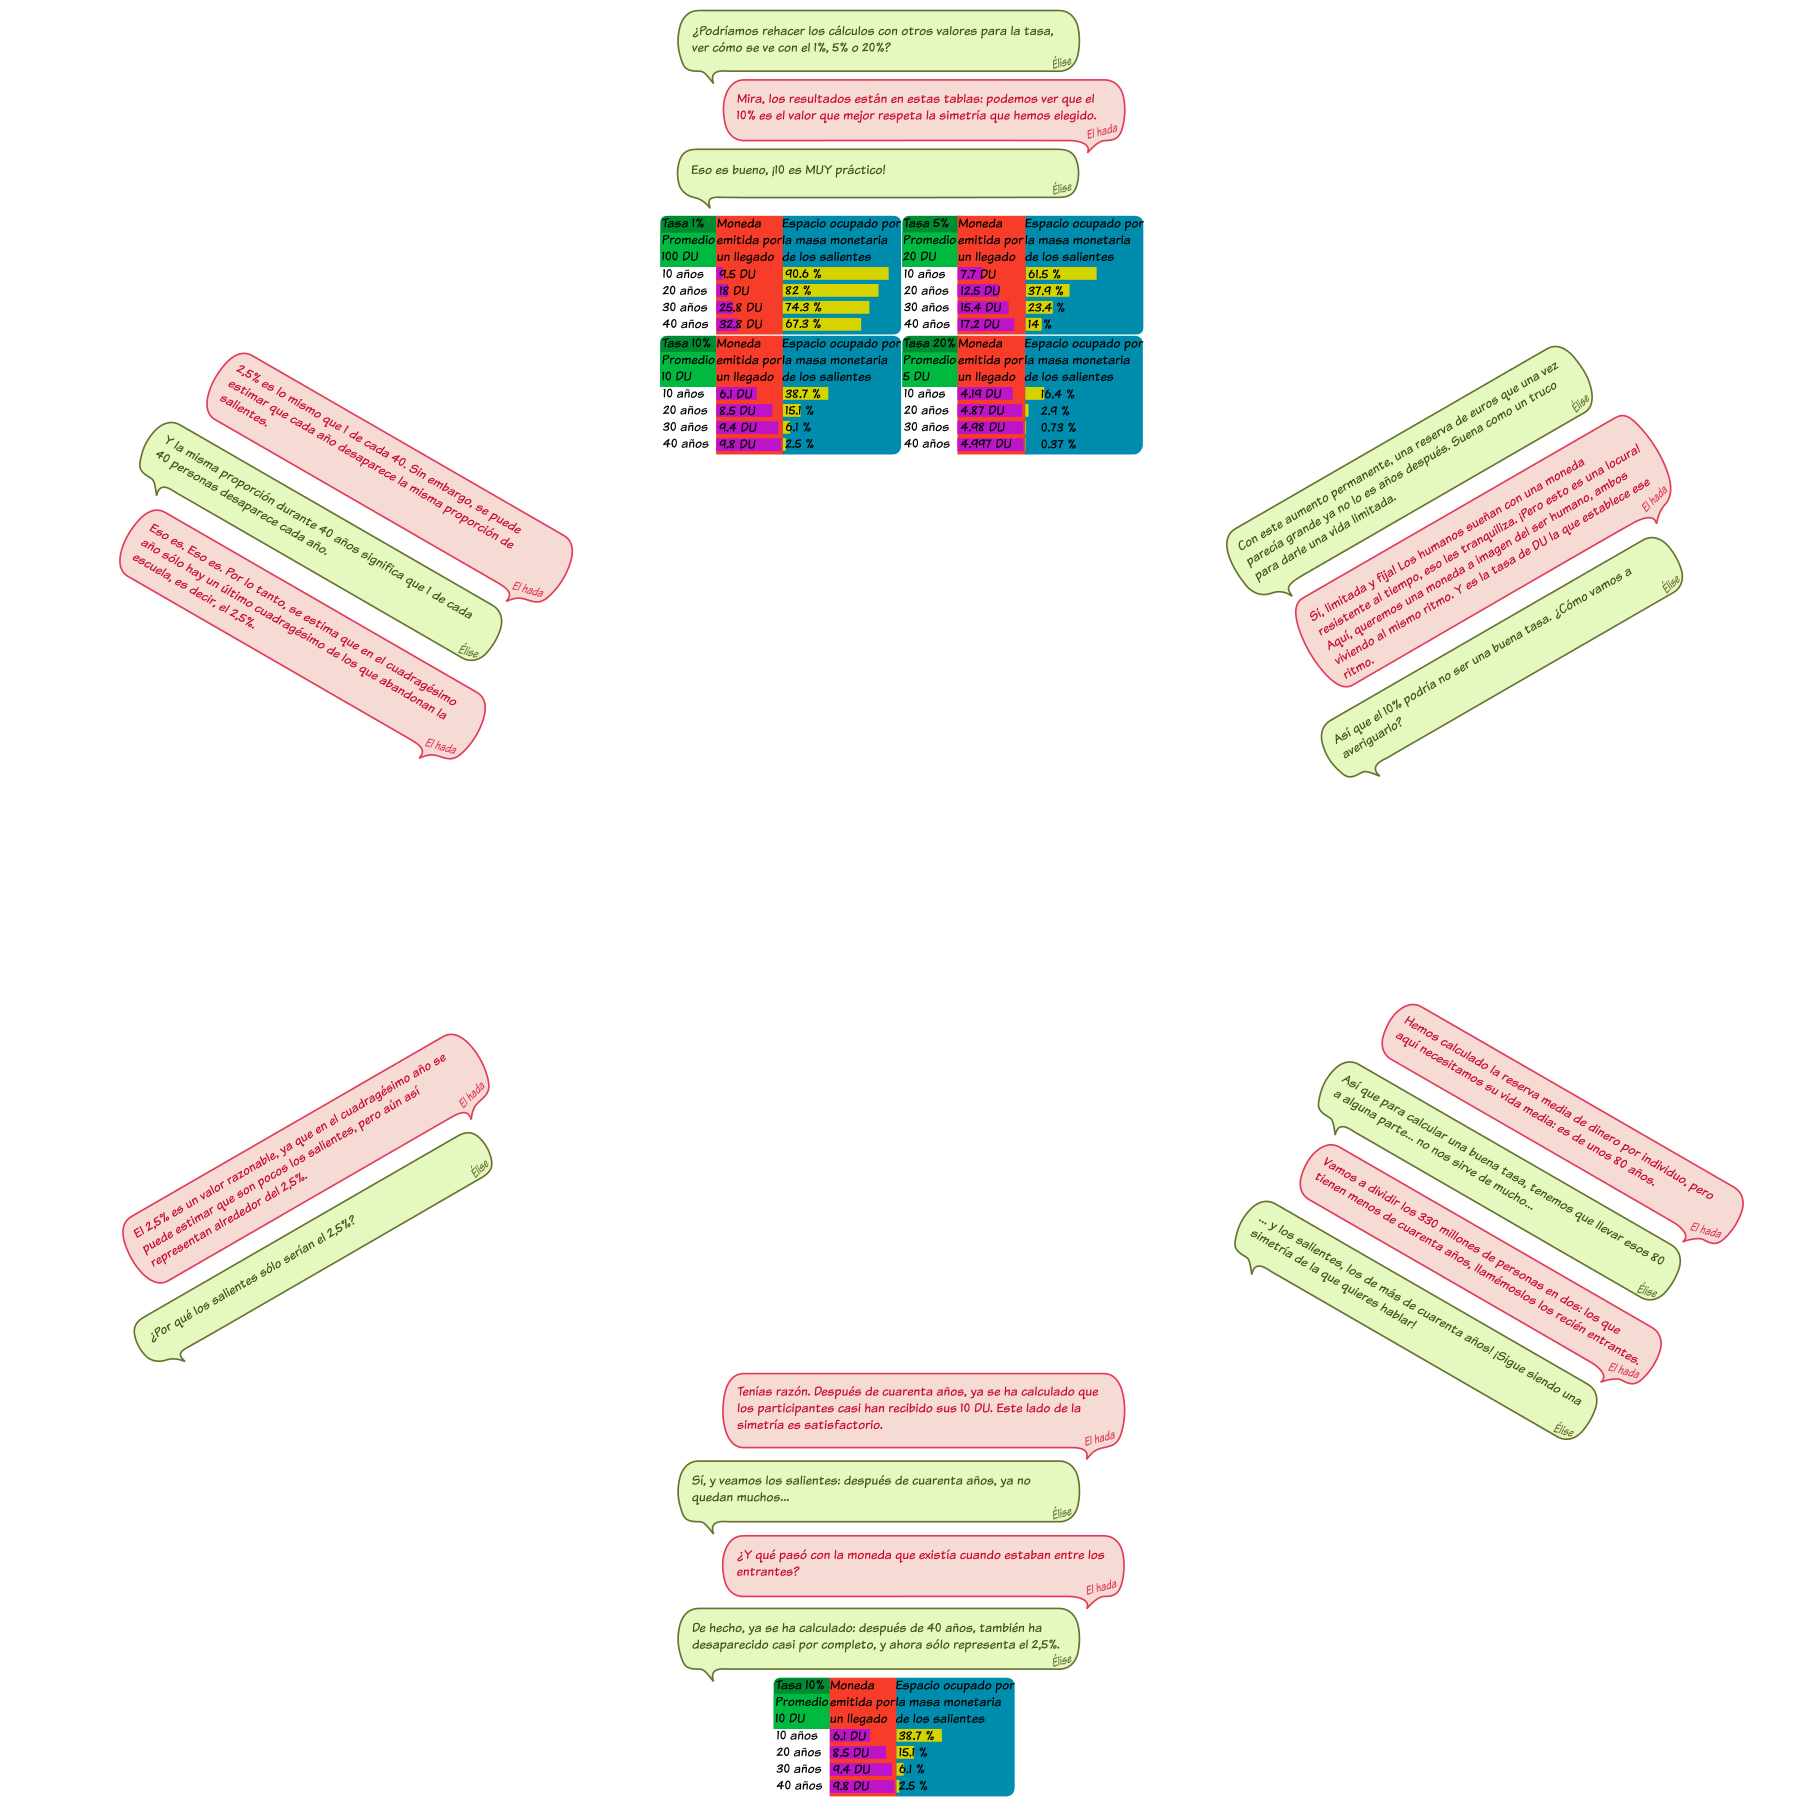 ¿Podríamos rehacer los cálculos con otros valores para la tasa,
ver cómo se ve con el 1%, 5% o 20%?
Élise
Mira, los resultados están en estas tablas: podemos ver que el
10% es el valor que mejor respeta la simetría que hemos elegido.
El hada
Eso es bueno, ¡10 es MUY práctico!
Élise
Tasa 1% Moneda Espacio ocupado por
Promedio emitida por la masa monetaria
100 DU un llegado de los salientes
10 años 9.5 DU 90.6 %
20 años 18 DU 82 %
30 años 25.8 DU 74.3 %
40 años 32.8 DU 67.3 %
Tasa 5% Moneda Espacio ocupado por
Promedio emitida por la masa monetaria
20 DU un llegado de los salientes
10 años 7.7 DU 61.5 %
20 años 12.5 DU 37.9 %
30 años 15.4 DU 23.4 %
40 años 17.2 DU 14 %
Tasa 10% Moneda Espacio ocupado por
Promedio emitida por la masa monetaria
10 DU un llegado de los salientes
10 años 6.1 DU 38.7 %
20 años 8.5 DU 15.1 %
30 años 9.4 DU 6.1 %
40 años 9.8 DU 2.5 %
Tasa 20% Moneda Espacio ocupado por
Promedio emitida por la masa monetaria
5 DU un llegado de los salientes
10 años 4.19 DU 16.4 %
20 años 4.87 DU 2.9 %
30 años 4.98 DU 0.73 %
40 años 4.997 DU 0.37 %
Con este aumento permanente, una reserva de euros que una vez
parecía grande ya no lo es años después. Suena como un truco
para darle una vida limitada.
Élise
Sí, limitada y fija! Los humanos sueñan con una moneda
resistente al tiempo, eso les tranquiliza. ¡Pero esto es una locura!
Aquí, queremos una moneda a imagen del ser humano, ambos
viviendo al mismo ritmo. Y es la tasa de DU la que establece ese
ritmo.
El hada
Así que el 10% podría no ser una buena tasa. ¿Cómo vamos a
averiguarlo?
Élise
Hemos calculado la reserva media de dinero por individuo, pero
aquí necesitamos su vida media: es de unos 80 años.
El hada
Así que para calcular una buena tasa, tenemos que llevar esos 80
a alguna parte... no nos sirve de mucho...
Élise
Vamos a dividir los 330 millones de personas en dos: los que
tienen menos de cuarenta años, llamémoslos los recién entrantes,
El hada
... y los salientes, los de más de cuarenta años! ¡Sigue siendo una
simetría de la que quieres hablar!
Élise
Tenías razón. Después de cuarenta años, ya se ha calculado que
los participantes casi han recibido sus 10 DU. Este lado de la
simetría es satisfactorio.
El hada
Sí, y veamos los salientes: después de cuarenta años, ya no
quedan muchos...
Élise
¿Y qué pasó con la moneda que existía cuando estaban entre los
entrantes?
El hada
De hecho, ya se ha calculado: después de 40 años, también ha
desaparecido casi por completo, y ahora sólo representa el 2,5%.
Élise
Tasa 10% Moneda Espacio ocupado por
Promedio emitida por la masa monetaria
10 DU un llegado de los salientes
10 años 6.1 DU 38.7 %
20 años 8.5 DU 15.1 %
30 años 9.4 DU 6.1 %
40 años 9.8 DU 2.5 %
El 2,5% es un valor razonable, ya que en el cuadragésimo año se
puede estimar que son pocos los salientes, pero aún así
representan alrededor del 2,5%.
El hada
¿Por qué los salientes sólo serían el 2,5%?
Élise
2,5% es lo mismo que 1 de cada 40. Sin embargo, se puede
estimar que cada año desaparece la misma proporción de
salientes.
El hada
Y la misma proporción durante 40 años significa que 1 de cada
40 personas desaparece cada año.
Élise
Eso es. Eso es. Por lo tanto, se estima que en el cuadragésimo
año sólo hay un último cuadragésimo de los que abandonan la
escuela, es decir, el 2,5%.
El hada